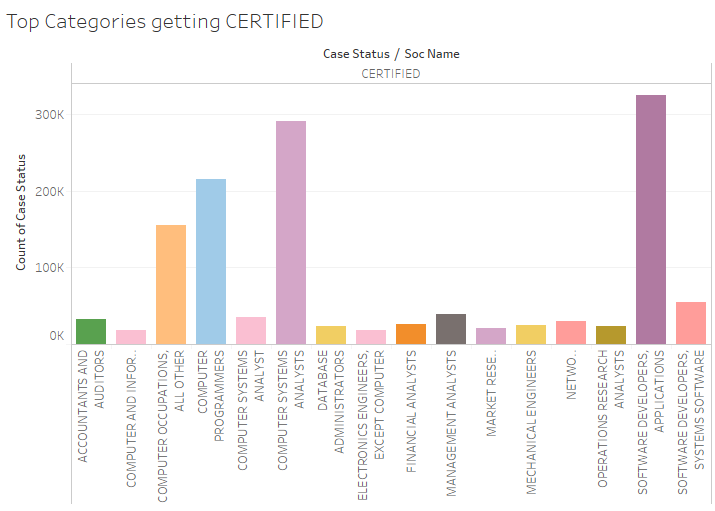 Top Categories getting CERTIFIED
Case Status / Soc Name
CERTIFIED
Count of Case Status
300K
200K
100K
0K
ACCOUNTANTS AND
AUDITORS
COMPUTER AND INFOR..
COMPUTER OCCUPATIONS,
ALL OTHER
COMPUTER
PROGRAMMERS
COMPUTER SYSTEMS
ANALYST
COMPUTER SYSTEMS
ANALYSTS
DATABASE
ADMINISTRATORS
ELECTRONICS ENGINEERS,
EXCEPT COMPUTER
FINANCIAL ANALYSTS
MANAGEMENT ANALYSTS
MARKET RESE..
MECHANICAL ENGINEERS
NETWO..
OPERATIONS RESEARCH
ANALYSTS
SOFTWARE DEVELOPERS,
APPLICATIONS
SOFTWARE DEVELOPERS,
SYSTEMS SOFTWARE